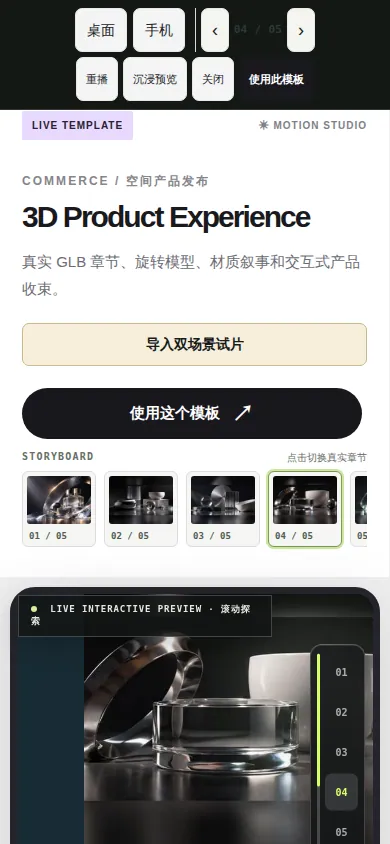 桌面 手机 ‹ 04 / 05 ›
重播 沉浸预览 关闭 使用此模板
LIVE TEMPLATE
MOTION STUDIO
COMMERCE / 空间产品发布
3D Product Experience
真实 GLB 章节、旋转模型、材质叙事和交互式产品
收束。
导入双场景试片
使用这个模板 ↗
STORYBOARD
点击切换真实章节
01 / 05 02 / 05 03 / 05 04 / 05 05
LIVE INTERACTIVE PREVIEW · 滚动探
索
01
02
03
04
05